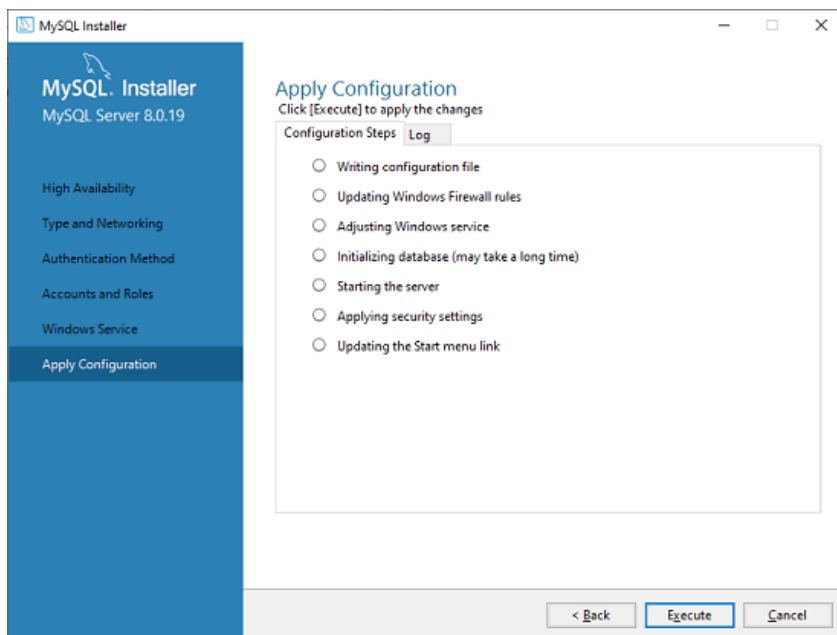 MySQL Installer
MySQL. Installer
MySQL Server 8.0.19
High Availability
Type and Networking
Authentication Method
Accounts and Roles
Windows Service
Apply Configuration
Apply Configuration
Click [Execute] to apply the changes
Configuration Steps Log
Writing configuration file
Updating Windows Firewall rules
Adjusting Windows service
Initializing database (may take a long time)
Starting the server
Applying security settings
Updating the Start menu link
< Back Execute Cancel